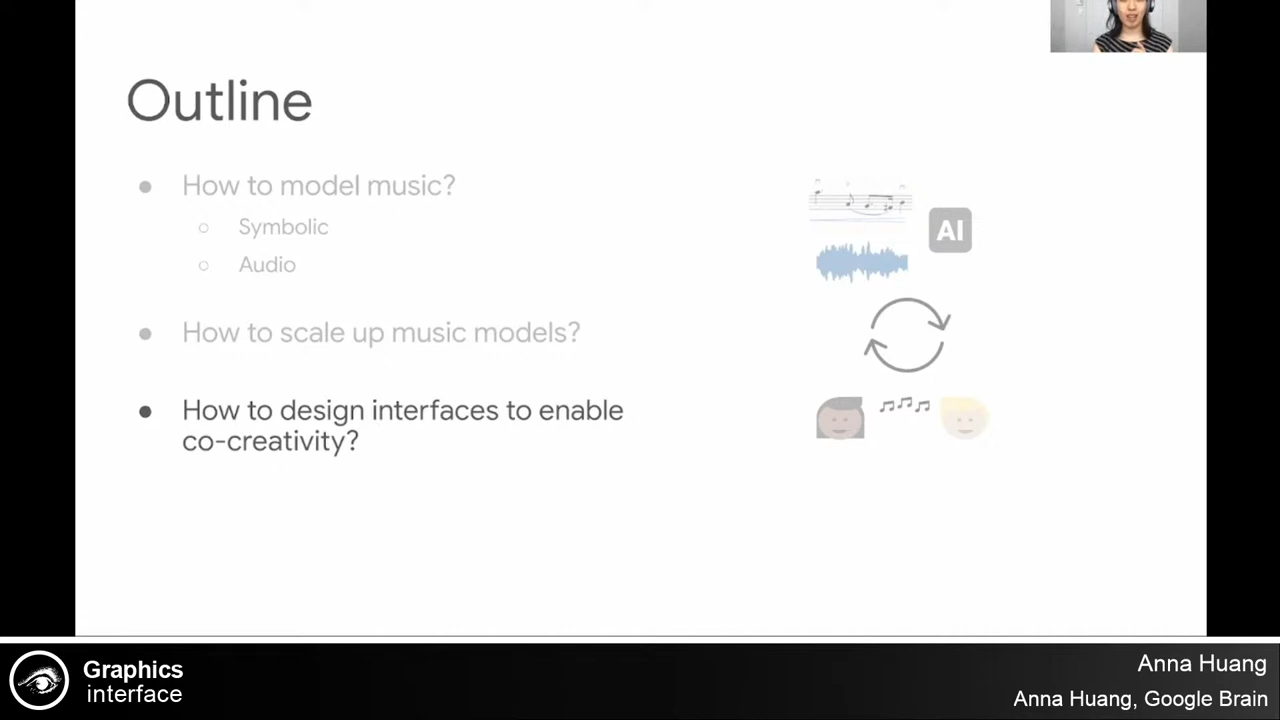 Outline
● How to model music?
○ Symbolic
○ Audio
● How to scale up music models?
● How to design interfaces to enable
co-creativity?
AI
Graphics
interface
Anna Huang
Anna Huang, Google Brain